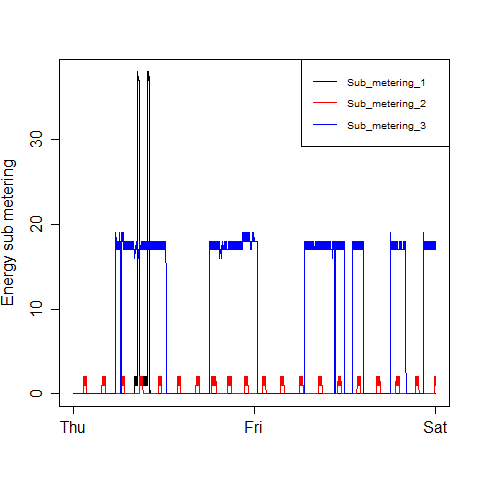 Sub_metering_1
Sub_metering_2
Sub_metering_3
Energy sub metering
30
20
10
0
Thu Fri Sat